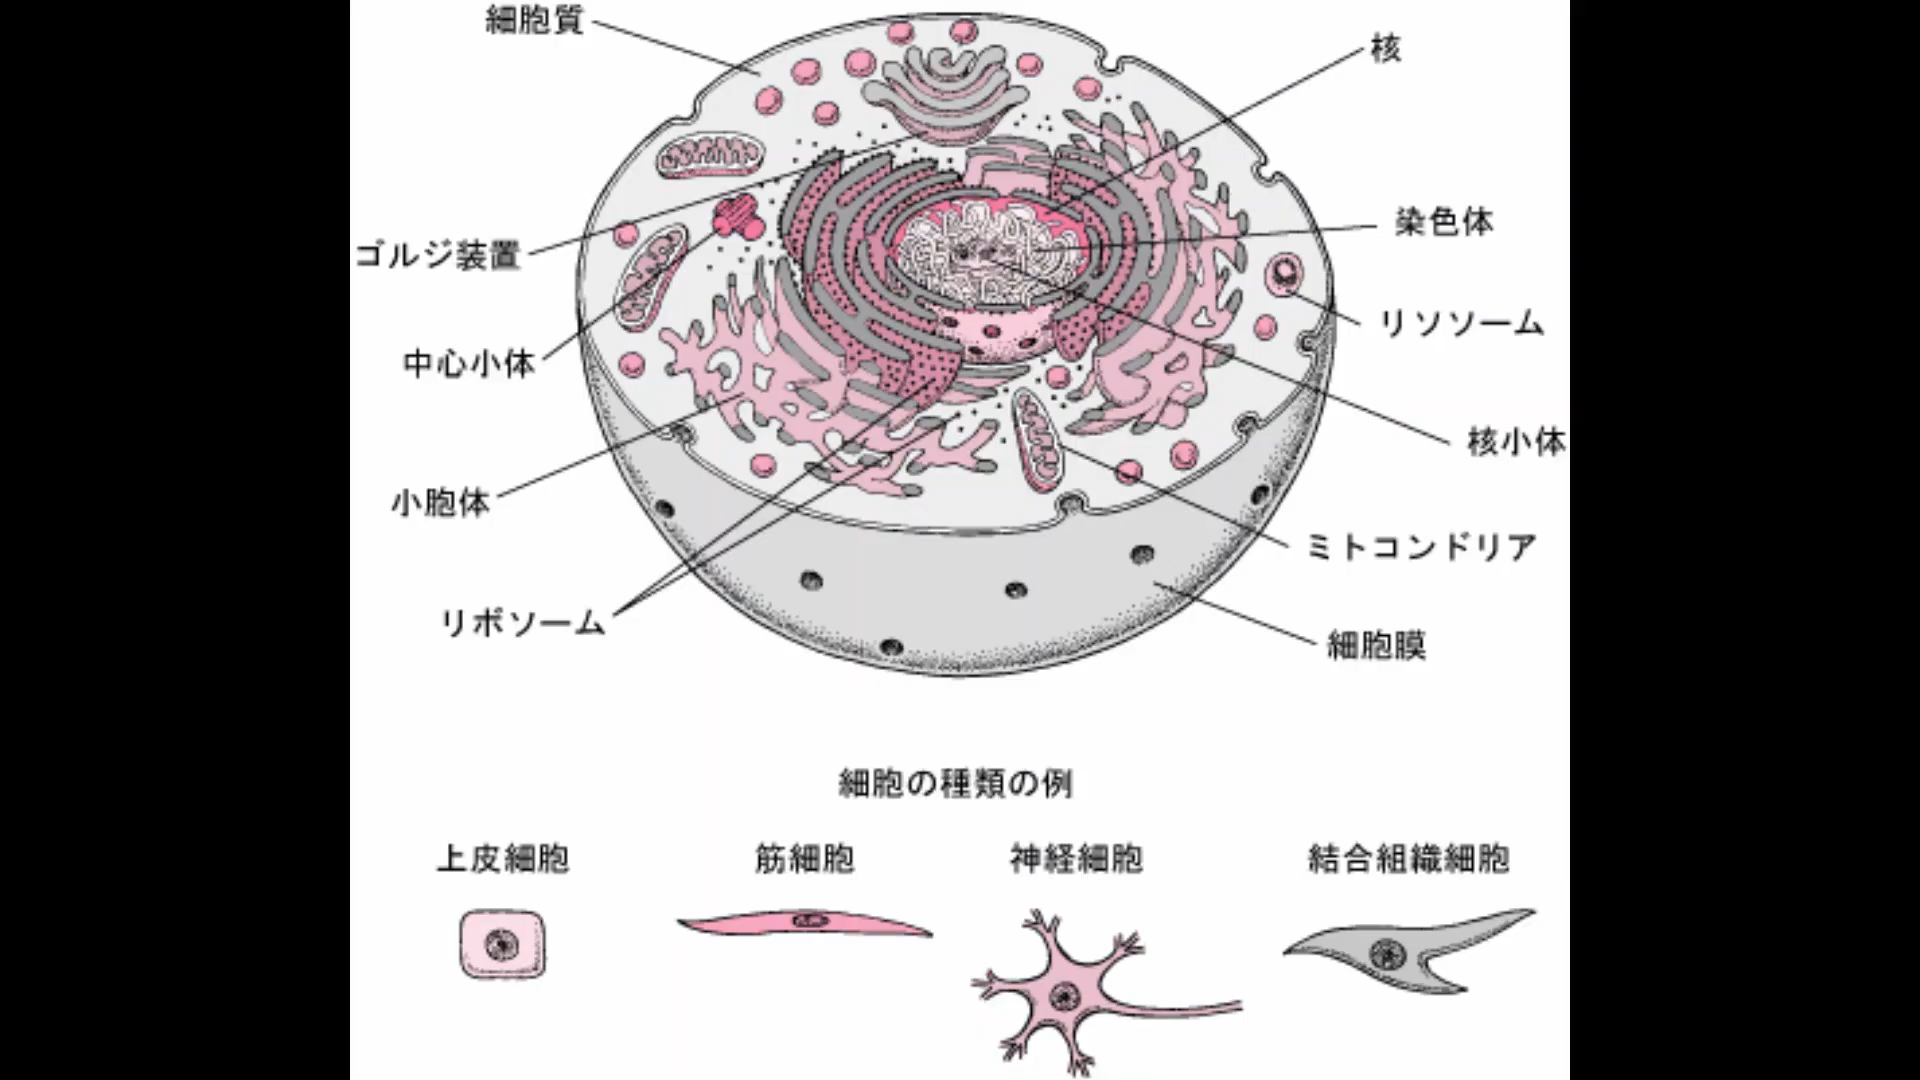 細胞質
核
染色体
ゴルジ装置
リソソーム
中心小体
核小体
小胞体
ミトコンドリア
リボソーム
細胞膜
細胞の種類の例
上皮細胞
筋細胞
神経細胞
結合組織細胞